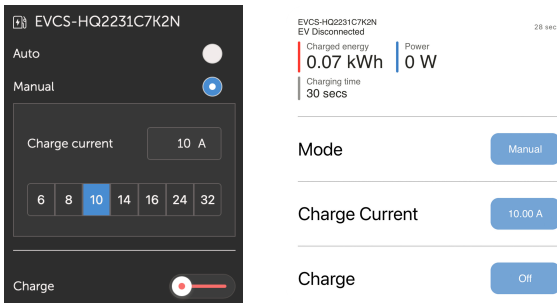 EVCS-HQ2231C7K2N
Auto
Manual
Charge current
10 A
6 8 10 14 16 24 32
Charge
EVCS-HQ2231C7K2N
EV Disconnected
28 sec
Charged energy
0.07 kWh
Power
0 W
Charging time
30 secs
Mode
Manual
Charge Current
10.00 A
Charge
Off